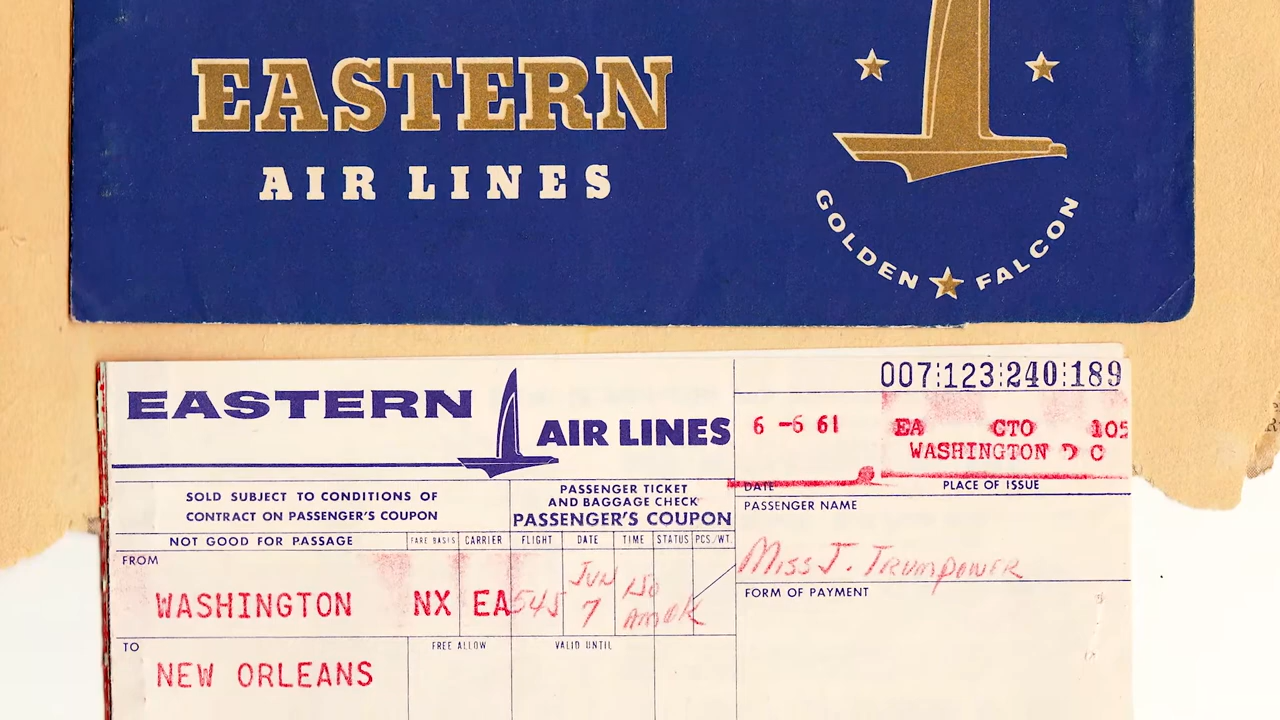 EASTERN
AIR LINES
GOLDEN FALCON
EASTERN AIR LINES
007:123:240:189
6 -6 61
EA CTO 105
WASHINGTON D C
DATE
PLACE OF ISSUE
SOLD SUBJECT TO CONDITIONS OF
CONTRACT ON PASSENGER'S COUPON
PASSENGER TICKET
AND BAGGAGE CHECK
PASSENGER'S COUPON
PASSENGER NAME
Miss J. Trumpower
NOT GOOD FOR PASSAGE
FARE BASIS CARRIER FLIGHT DATE TIME STATUS PCS./WT.
FROM
WASHINGTON NX EA 545 JUN 7 150 AM OK
FORM OF PAYMENT
TO
FREE ALLOW VALID UNTIL
NEW ORLEANS